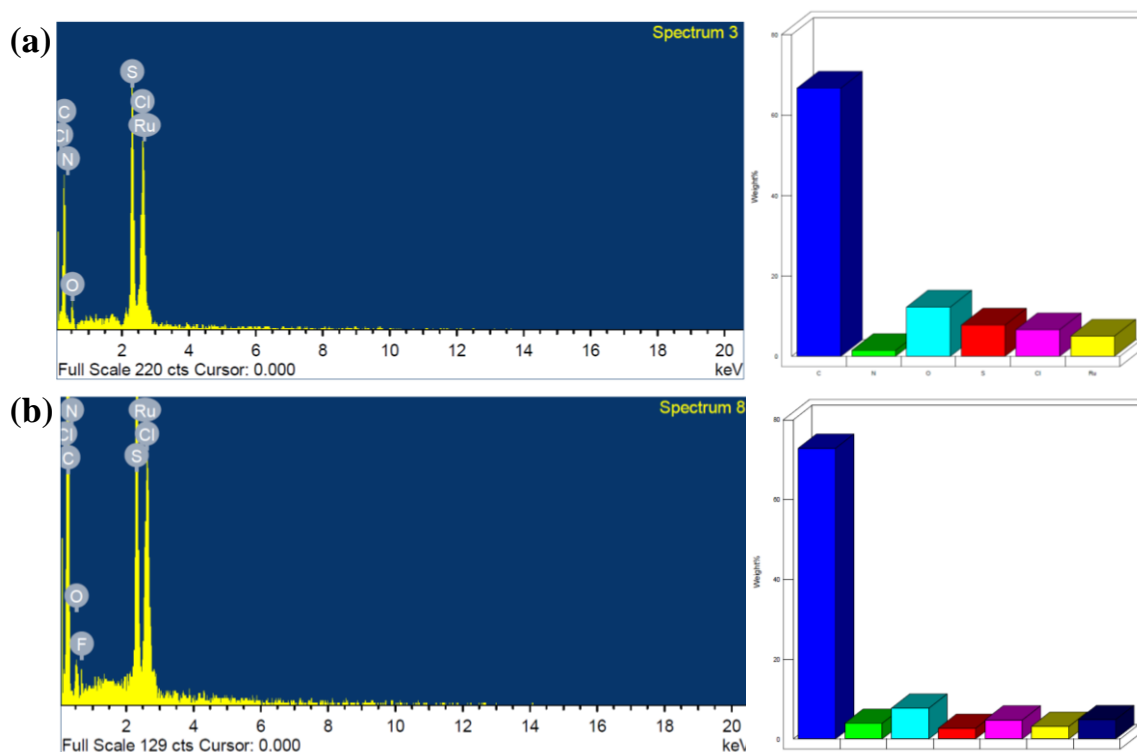 (a)
Spectrum 3
S
Cl
C
Ru
Cl
N
O
2 4 6 8 10 12 14 16 18 20
Full Scale 220 cts Cursor: 0.000 keV
Weight%
80
60
40
20
0
C N O S Cl Ru
(b)
Spectrum 8
N Ru
Cl Cl
C S
O
F
2 4 6 8 10 12 14 16 18 20
Full Scale 129 cts Cursor: 0.000 keV
Weight%
80
60
40
20
0